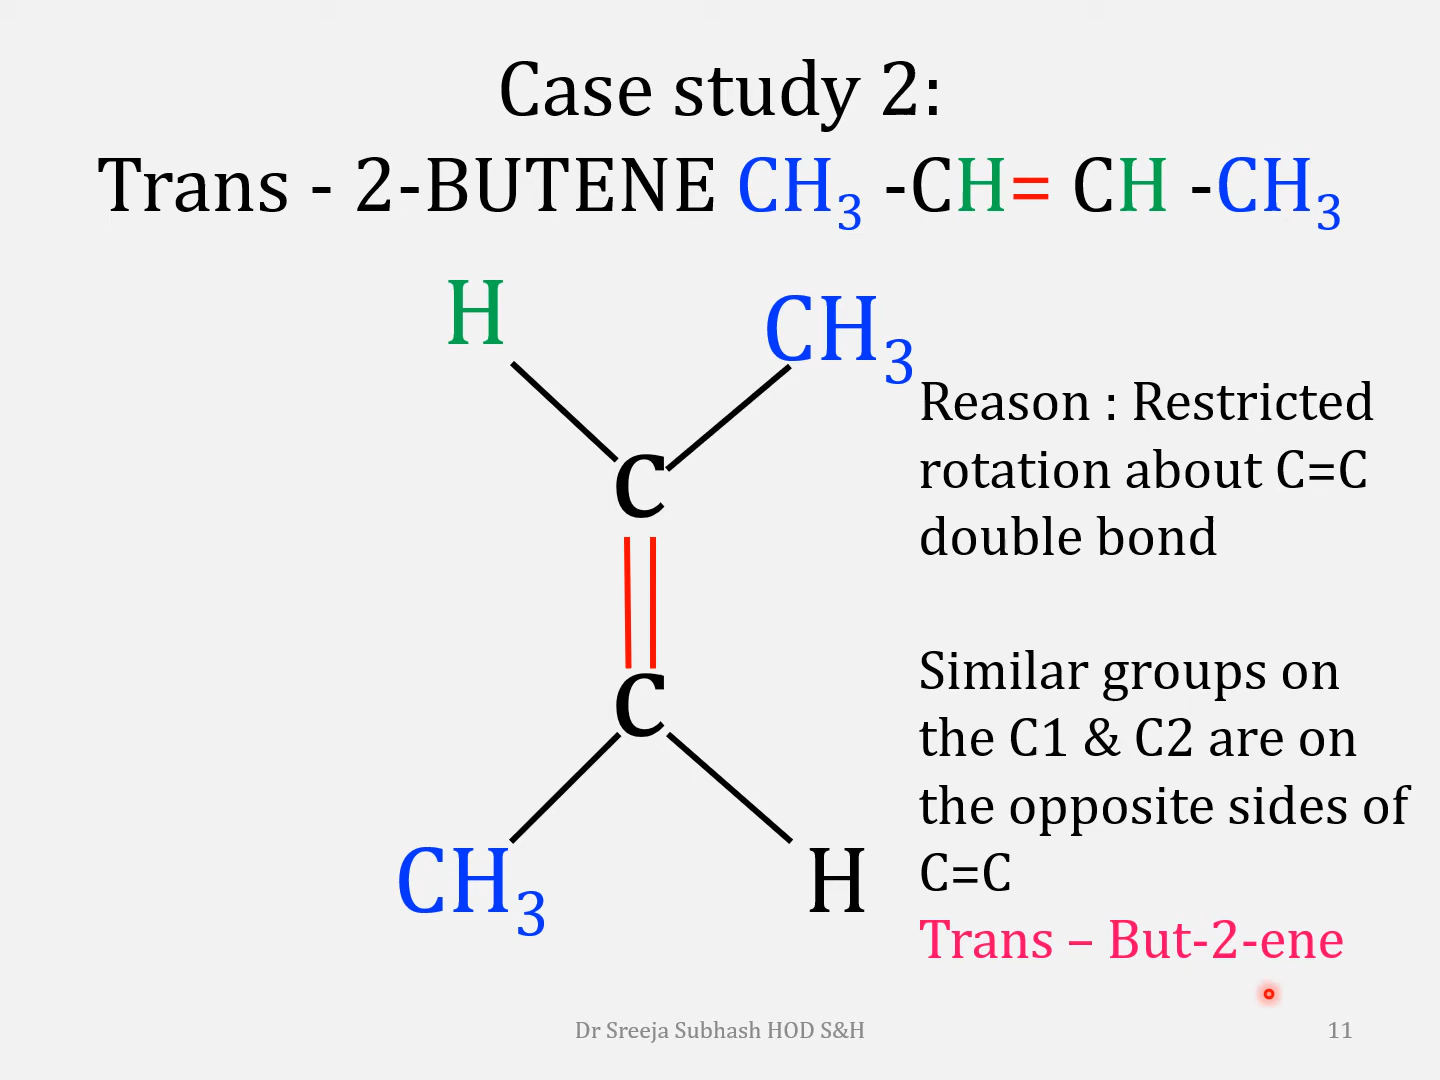 Case study 2:
Trans - 2-BUTENE CH₃ -CH= CH -CH₃
H
CH₃
C
C
CH₃
H
Reason : Restricted
rotation about C=C
double bond
Similar groups on
the C1 & C2 are on
the opposite sides of
C=C
Trans – But-2-ene
Dr Sreeja Subhash HOD S&H
11